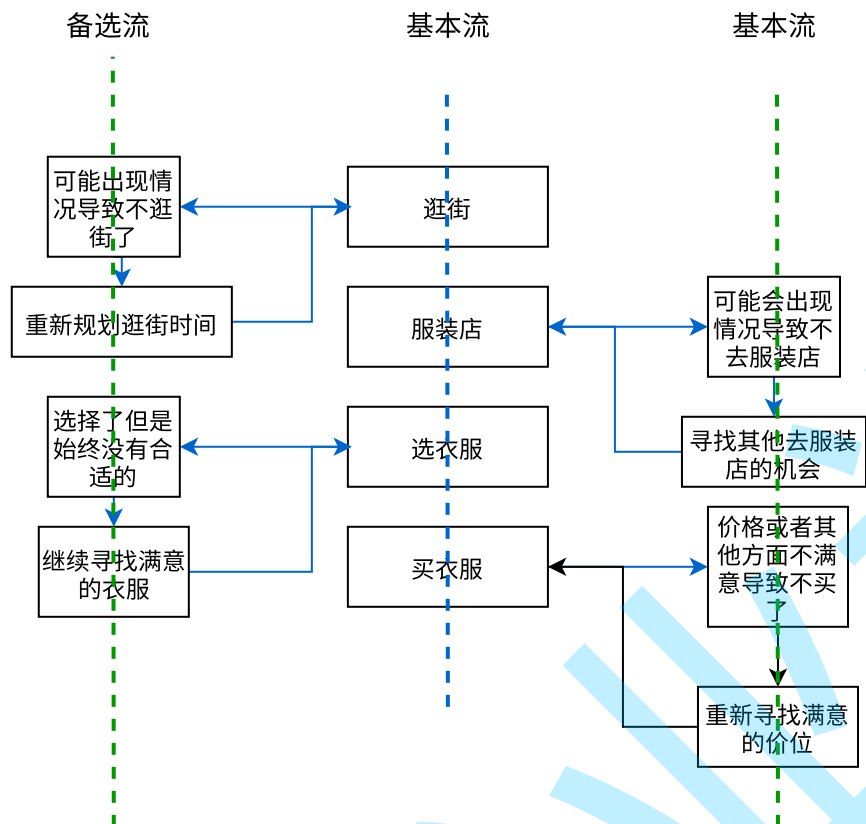 备选流
基本流
基本流
可能出现情
况导致不逛
街了
重新规划逛街时间
选择了但是
始终没有合
适的
继续寻找满意
的衣服
逛街
服装店
选衣服
买衣服
可能会出现
情况导致不
去服装店
寻找其他去服装
店的机会
价格或者其
他方面不满
意导致不买
了
重新寻找满意
的价位